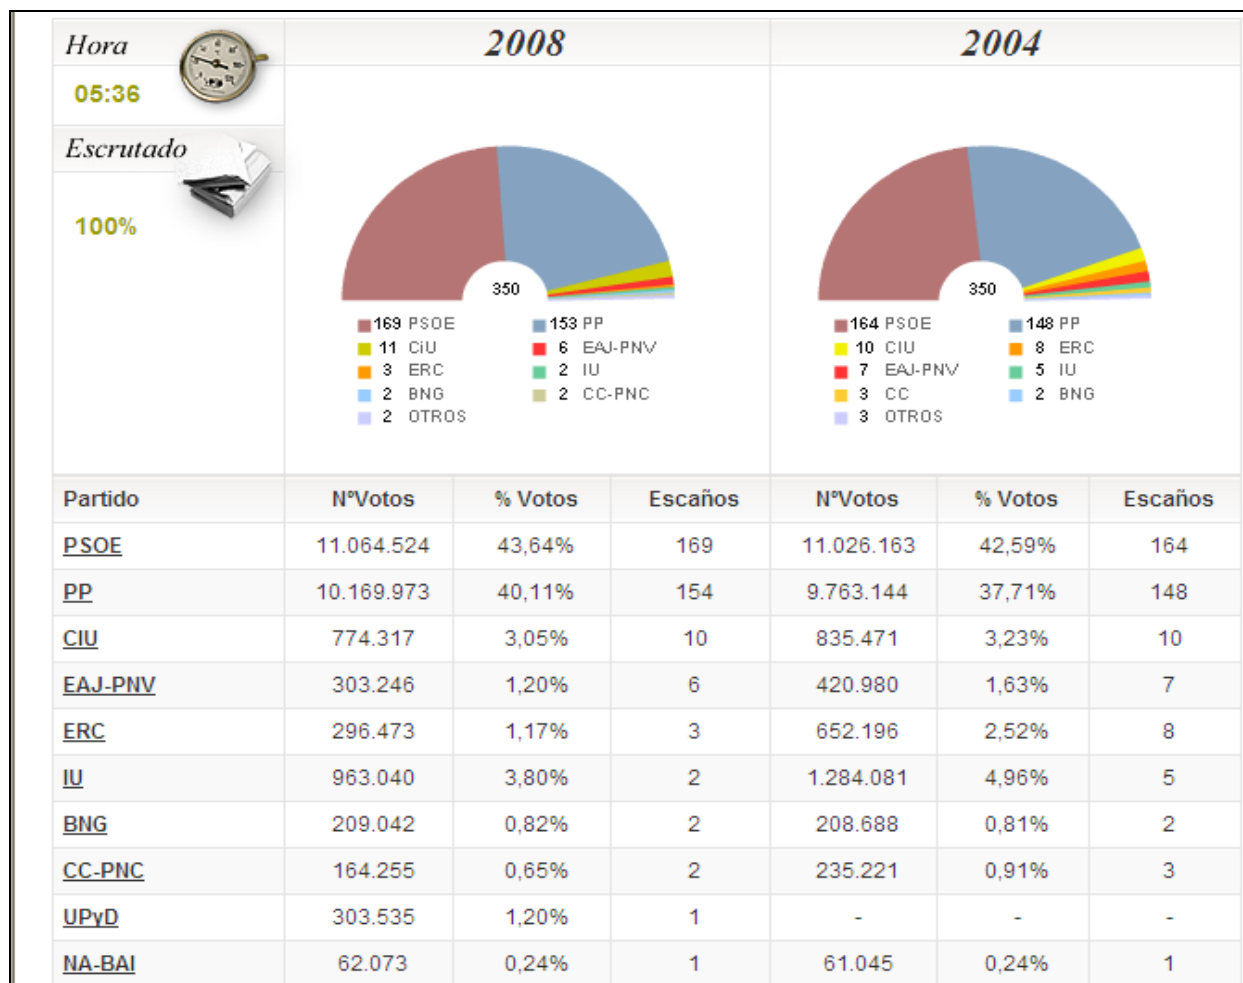 Hora 2008 2004
05:36
Escrutado
100%
350 350
169 PSOE 153 PP 164 PSOE 148 PP
11 CiU 6 EAJ-PNV 10 CIU 8 ERC
3 ERC 2 IU 7 EAJ-PNV 5 IU
2 BNG 2 CC-PNC 3 CC 2 BNG
2 OTROS 3 OTROS
Partido NºVotos % Votos Escaños NºVotos % Votos Escaños
PSOE 11.064.524 43,64% 169 11.026.163 42,59% 164
PP 10.169.973 40,11% 154 9.763.144 37,71% 148
CIU 774.317 3,05% 10 835.471 3,23% 10
EAJ-PNV 303.246 1,20% 6 420.980 1,63% 7
ERC 296.473 1,17% 3 652.196 2,52% 8
IU 963.040 3,80% 2 1.284.081 4,96% 5
BNG 209.042 0,82% 2 208.688 0,81% 2
CC-PNC 164.255 0,65% 2 235.221 0,91% 3
UPyD 303.535 1,20% 1 - - -
NA-BAI 62.073 0,24% 1 61.045 0,24% 1